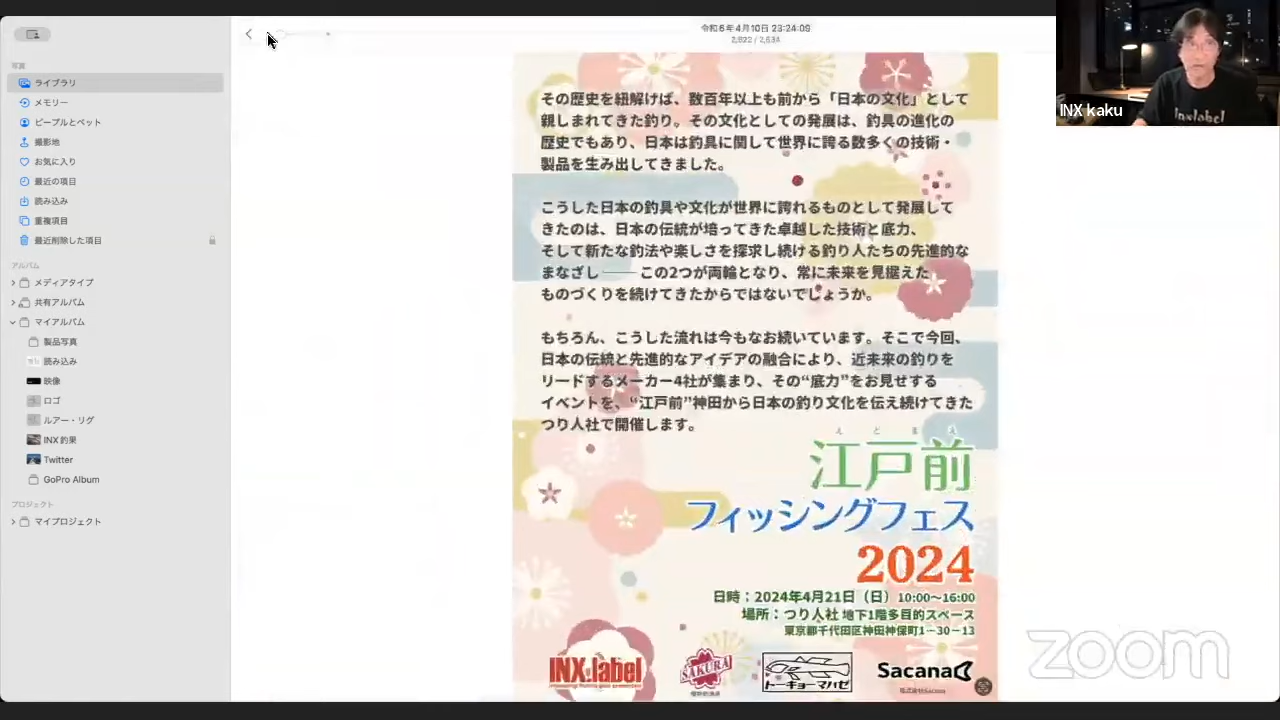 令和6年4月10日 23:24:09
2,622 / 2,634
写真
ライブラリ
メモリー
ピープルとペット
撮影地
お気に入り
最近の項目
読み込み
重複項目
最近削除した項目
アルバム
メディアタイプ
共有アルバム
マイアルバム
製品写真
読み込み
映像
ロゴ
ルアー・リグ
INX 釣果
Twitter
GoPro Album
プロジェクト
マイプロジェクト
その歴史を紐解けば、数百年以上も前から「日本の文化」として
親しまれてきた釣り。その文化としての発展は、釣具の進化の
歴史でもあり、日本は釣具に関して世界に誇る数多くの技術・
製品を生み出してきました。
こうした日本の釣具や文化が世界に誇れるものとして発展して
きたのは、日本の伝統が培ってきた卓越した技術と底力、
そして新たな釣法や楽しさを探求し続ける釣り人たちの先進的な
まなざし —— この2つが両輪となり、常に未来を見据えた
ものづくりを続けてきたからではないでしょうか。
もちろん、こうした流れは今もなお続いています。そこで今回、
日本の伝統と先進的なアイデアの融合により、近未来の釣りを
リードするメーカー4社が集まり、その“底力”をお見せする
イベントを、“江戸前”神田から日本の釣り文化を伝え続けてきた
つり人社で開催します。
えどまえ
江戸前
フィッシングフェス
2024
日時：2024年4月21日（日）10:00〜16:00
場所：つり人社 地下1階多目的スペース
東京都千代田区神田神保町1－30－13
INX.label
SAKURA
トーキョーマハゼ
Sacana
株式会社Sacana
INX kaku
Inxlabel
zoom